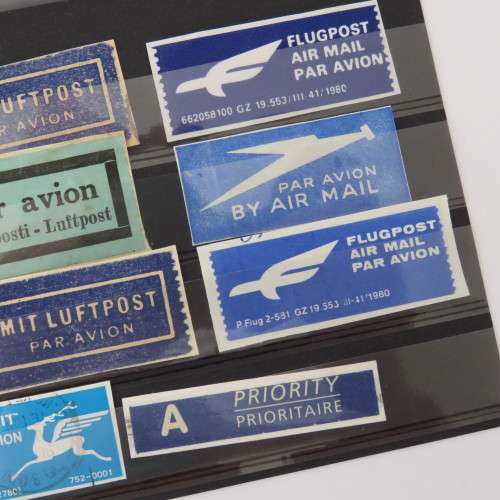 LUFTPOST
PAR AVION
FLUGPOST
AIR MAIL
PAR AVION
662058100 GZ 19.553/III-41/1980
avion
posti - Luftpost
PAR AVION
BY AIR MAIL
MIT LUFTPOST
PAR AVION
FLUGPOST
AIR MAIL
PAR AVION
P Flug 2-581 GZ 19 553 III-41/1980
752-0001
A PRIORITY
PRIORITAIRE